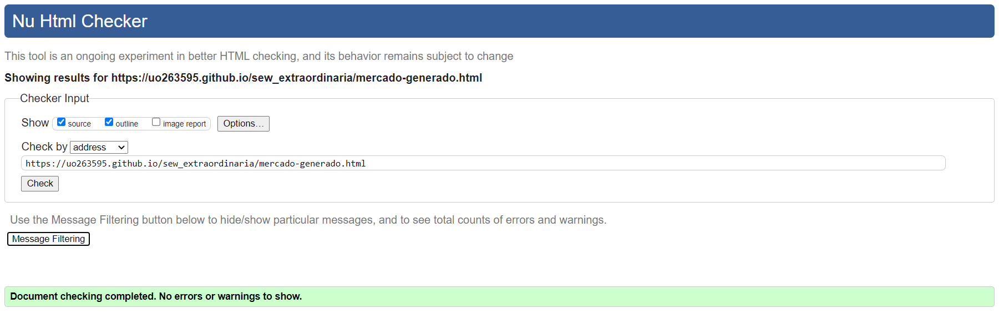 Nu Html Checker
This tool is an ongoing experiment in better HTML checking, and its behavior remains subject to change
Showing results for https://uo263595.github.io/sew_extraordinaria/mercado-generado.html
Checker Input
Show source outline image report Options...
Check by address
https://uo263595.github.io/sew_extraordinaria/mercado-generado.html
Check
Use the Message Filtering button below to hide/show particular messages, and to see total counts of errors and warnings.
Message Filtering
Document checking completed. No errors or warnings to show.